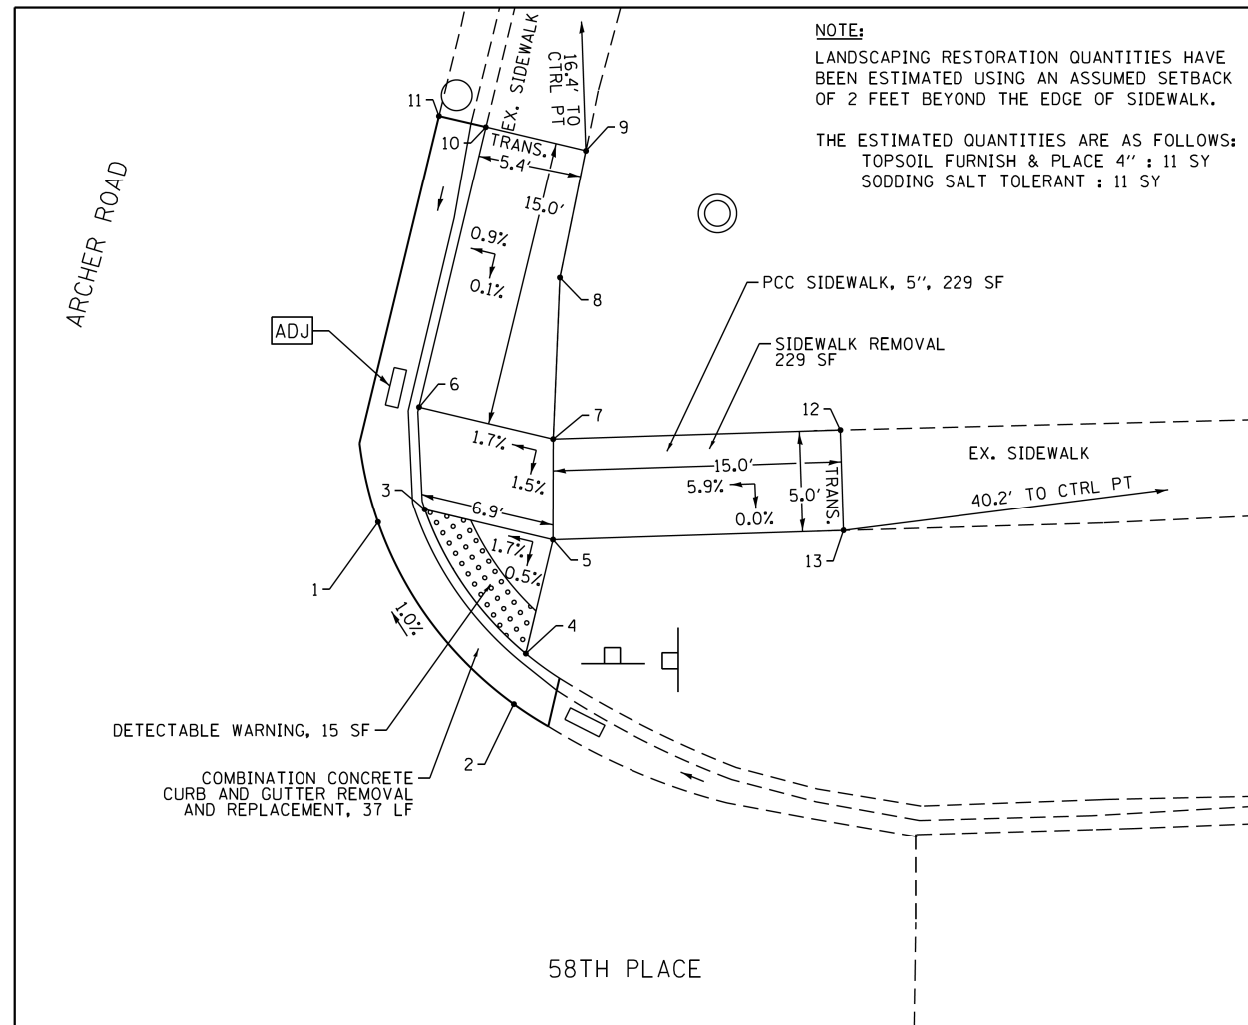 NOTE:
LANDSCAPING RESTORATION QUANTITIES HAVE
BEEN ESTIMATED USING AN ASSUMED SETBACK
OF 2 FEET BEYOND THE EDGE OF SIDEWALK.
THE ESTIMATED QUANTITIES ARE AS FOLLOWS:
TOPSOIL FURNISH & PLACE 4" : 11 SY
SODDING SALT TOLERANT : 11 SY
EX. SIDEWALK
16.4' TO
CTRL PT
11
10
9
TRANS.
5.4'
15.0'
ARCHER ROAD
0.9%
0.1%
8
PCC SIDEWALK, 5", 229 SF
ADJ
SIDEWALK REMOVAL
229 SF
6
7
12
1.7%
1.5%
EX. SIDEWALK
15.0'
5.9%
0.0%
5.0'
TRANS.
40.2' TO CTRL PT
3
6.9'
1.7%
0.5%
5
13
1
1.0%
4
DETECTABLE WARNING, 15 SF
2
COMBINATION CONCRETE
CURB AND GUTTER REMOVAL
AND REPLACEMENT, 37 LF
58TH PLACE